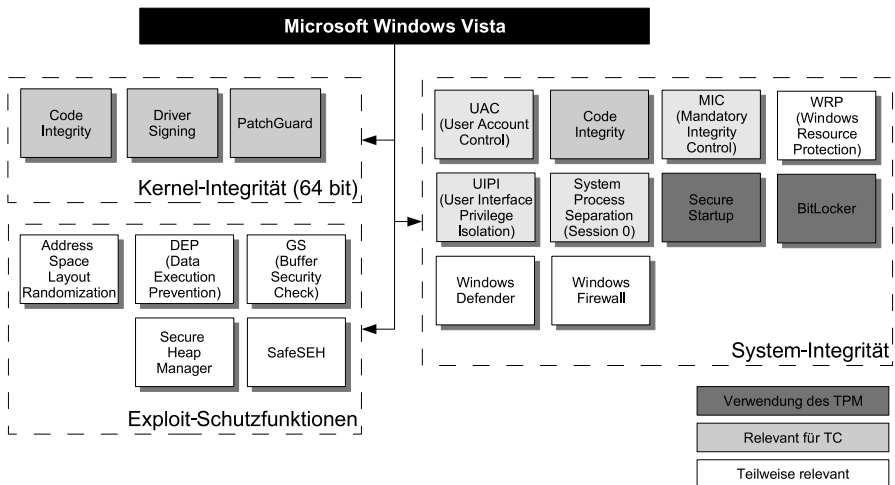 Microsoft Windows Vista
Code
Integrity
Driver
Signing
PatchGuard
Kernel-Integrität (64 bit)
Address
Space
Layout
Randomization
DEP
(Data
Execution
Prevention)
GS
(Buffer
Security
Check)
Secure
Heap
Manager
SafeSEH
Exploit-Schutzfunktionen
UAC
(User Account
Control)
Code
Integrity
MIC
(Mandatory
Integrity
Control)
WRP
(Windows
Resource
Protection)
UIPI
(User Interface
Privilege
Isolation)
System
Process
Separation
(Session 0)
Secure
Startup
BitLocker
Windows
Defender
Windows
Firewall
System-Integrität
Verwendung des TPM
Relevant für TC
Teilweise relevant